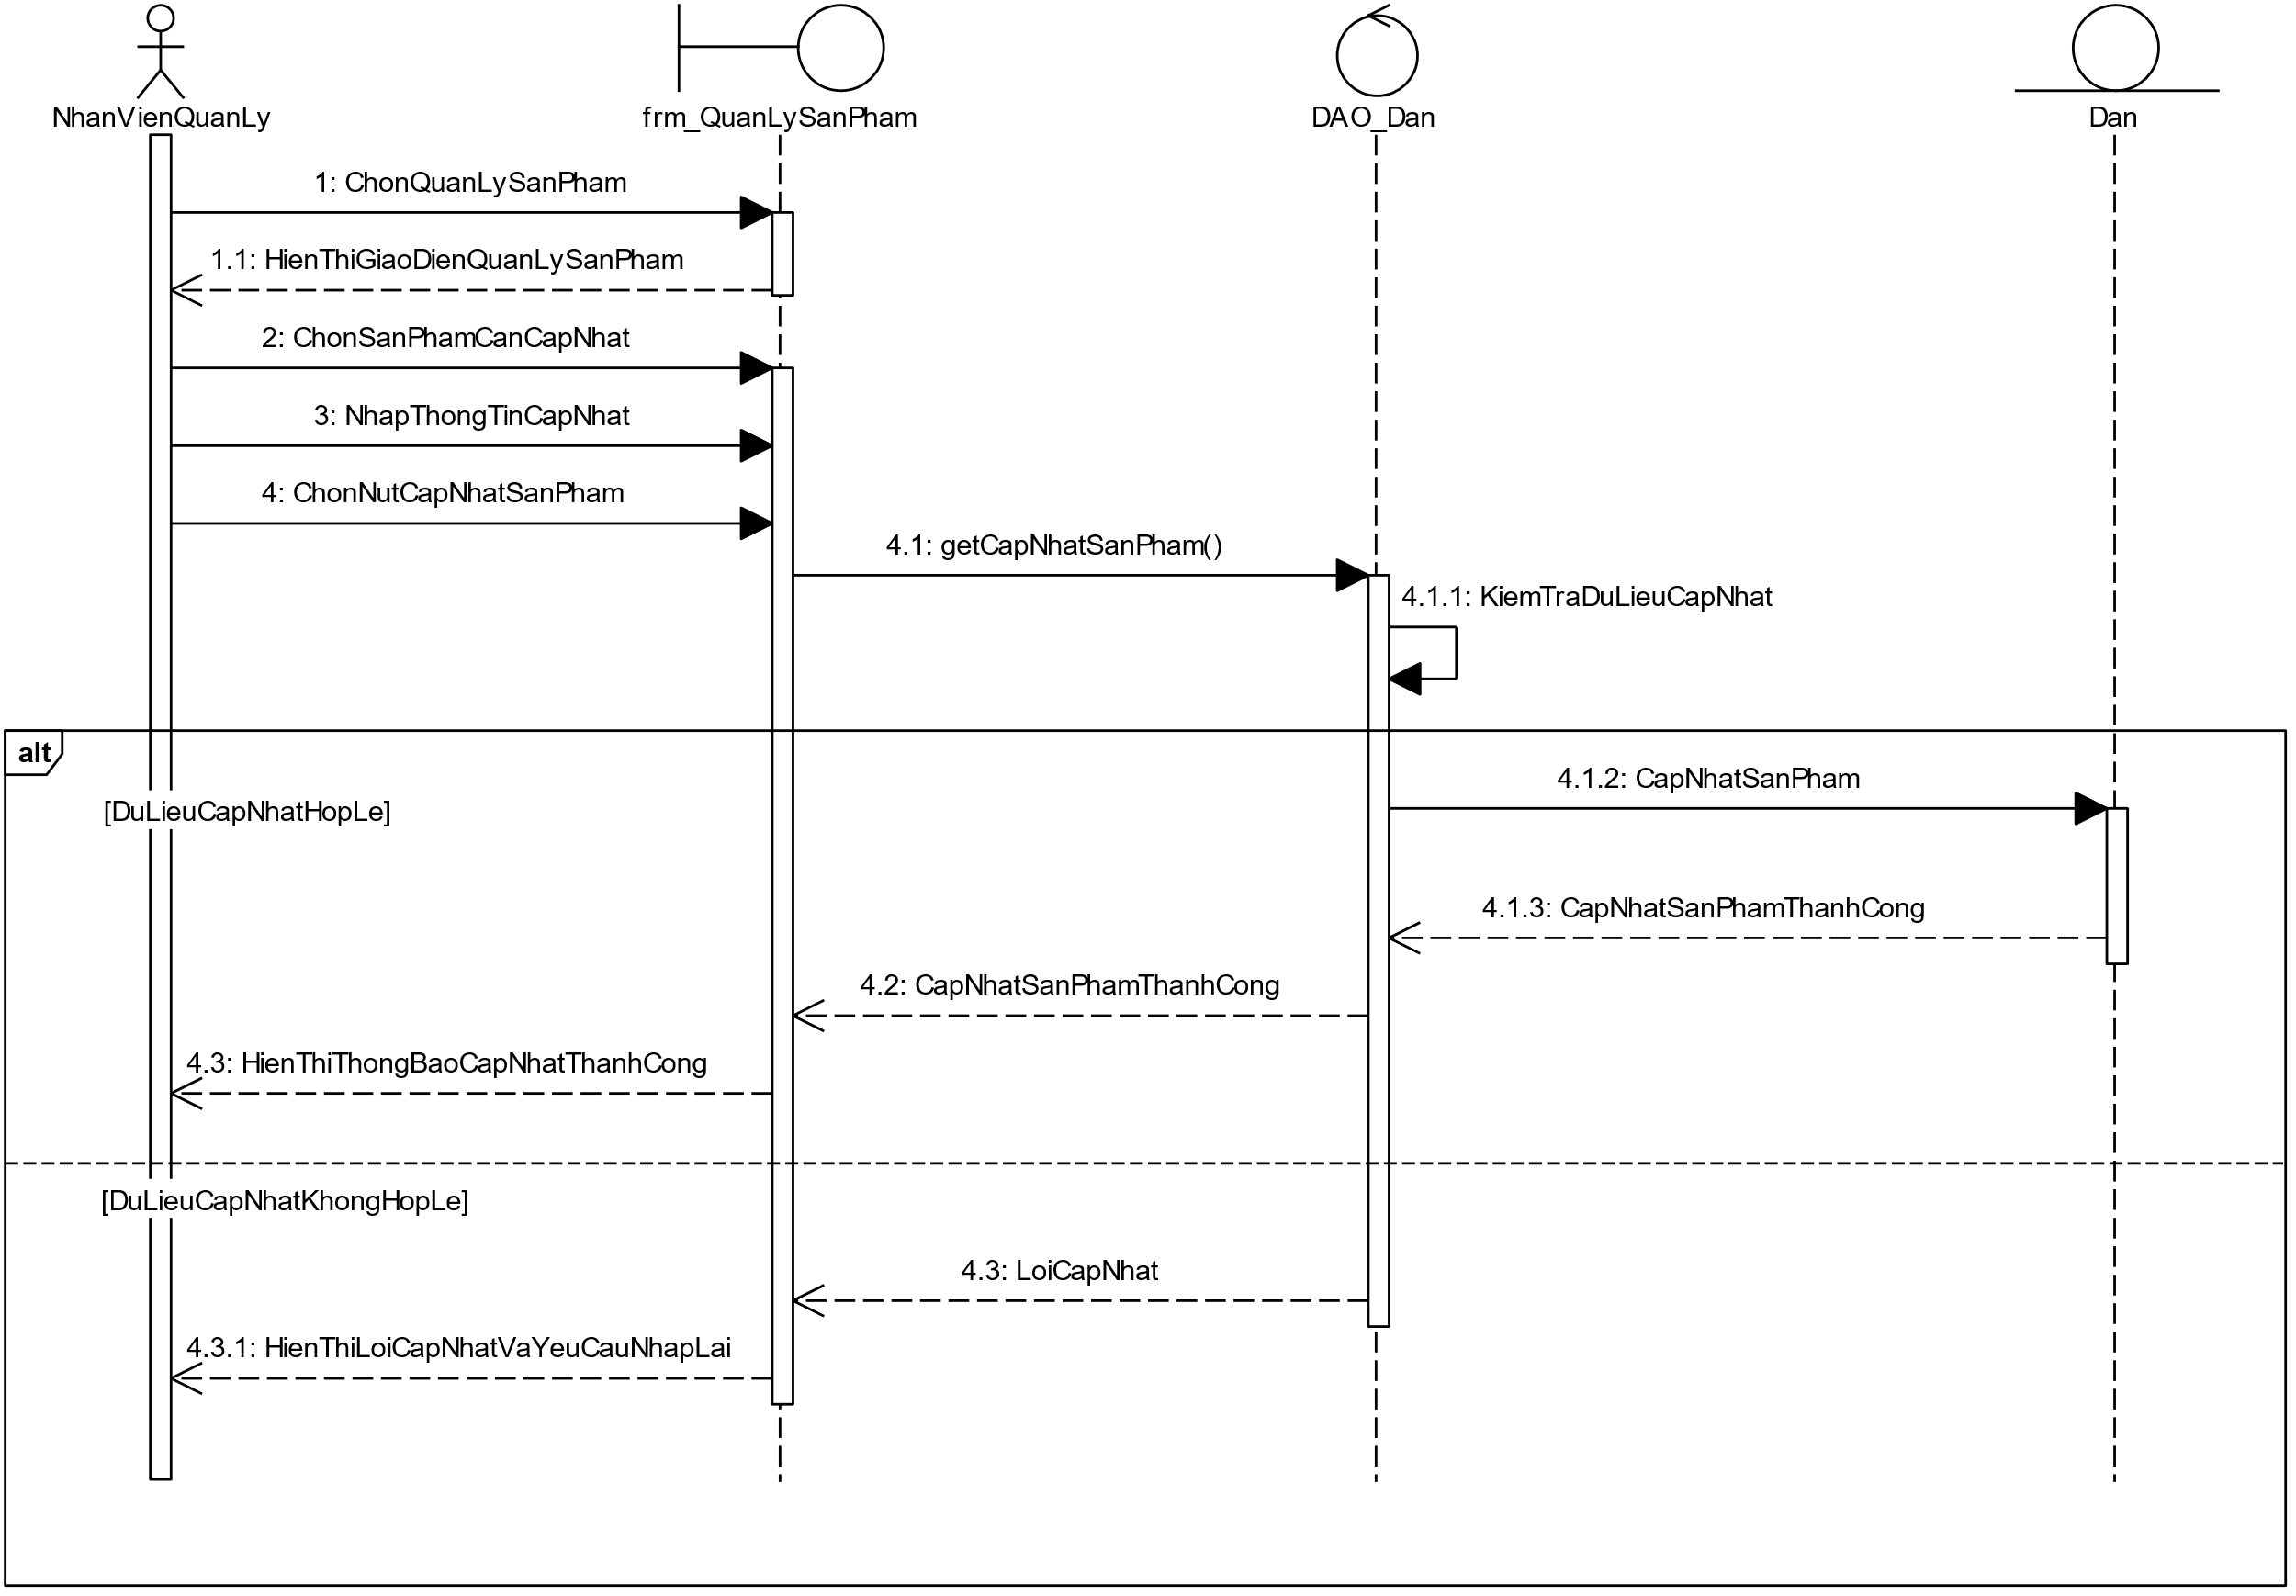 NhanVienQuanLy
frm_QuanLySanPham
DAO_Dan
Dan
1: ChonQuanLySanPham
1.1: HienThiGiaoDienQuanLySanPham
2: ChonSanPhamCanCapNhat
3: NhapThongTinCapNhat
4: ChonNutCapNhatSanPham
4.1: getCapNhatSanPham()
4.1.1: KiemTraDuLieuCapNhat
alt
4.1.2: CapNhatSanPham
[DuLieuCapNhatHopLe]
4.1.3: CapNhatSanPhamThanhCong
4.2: CapNhatSanPhamThanhCong
4.3: HienThiThongBaoCapNhatThanhCong
[DuLieuCapNhatKhongHopLe]
4.3: LoiCapNhat
4.3.1: HienThiLoiCapNhatVaYeuCauNhapLai